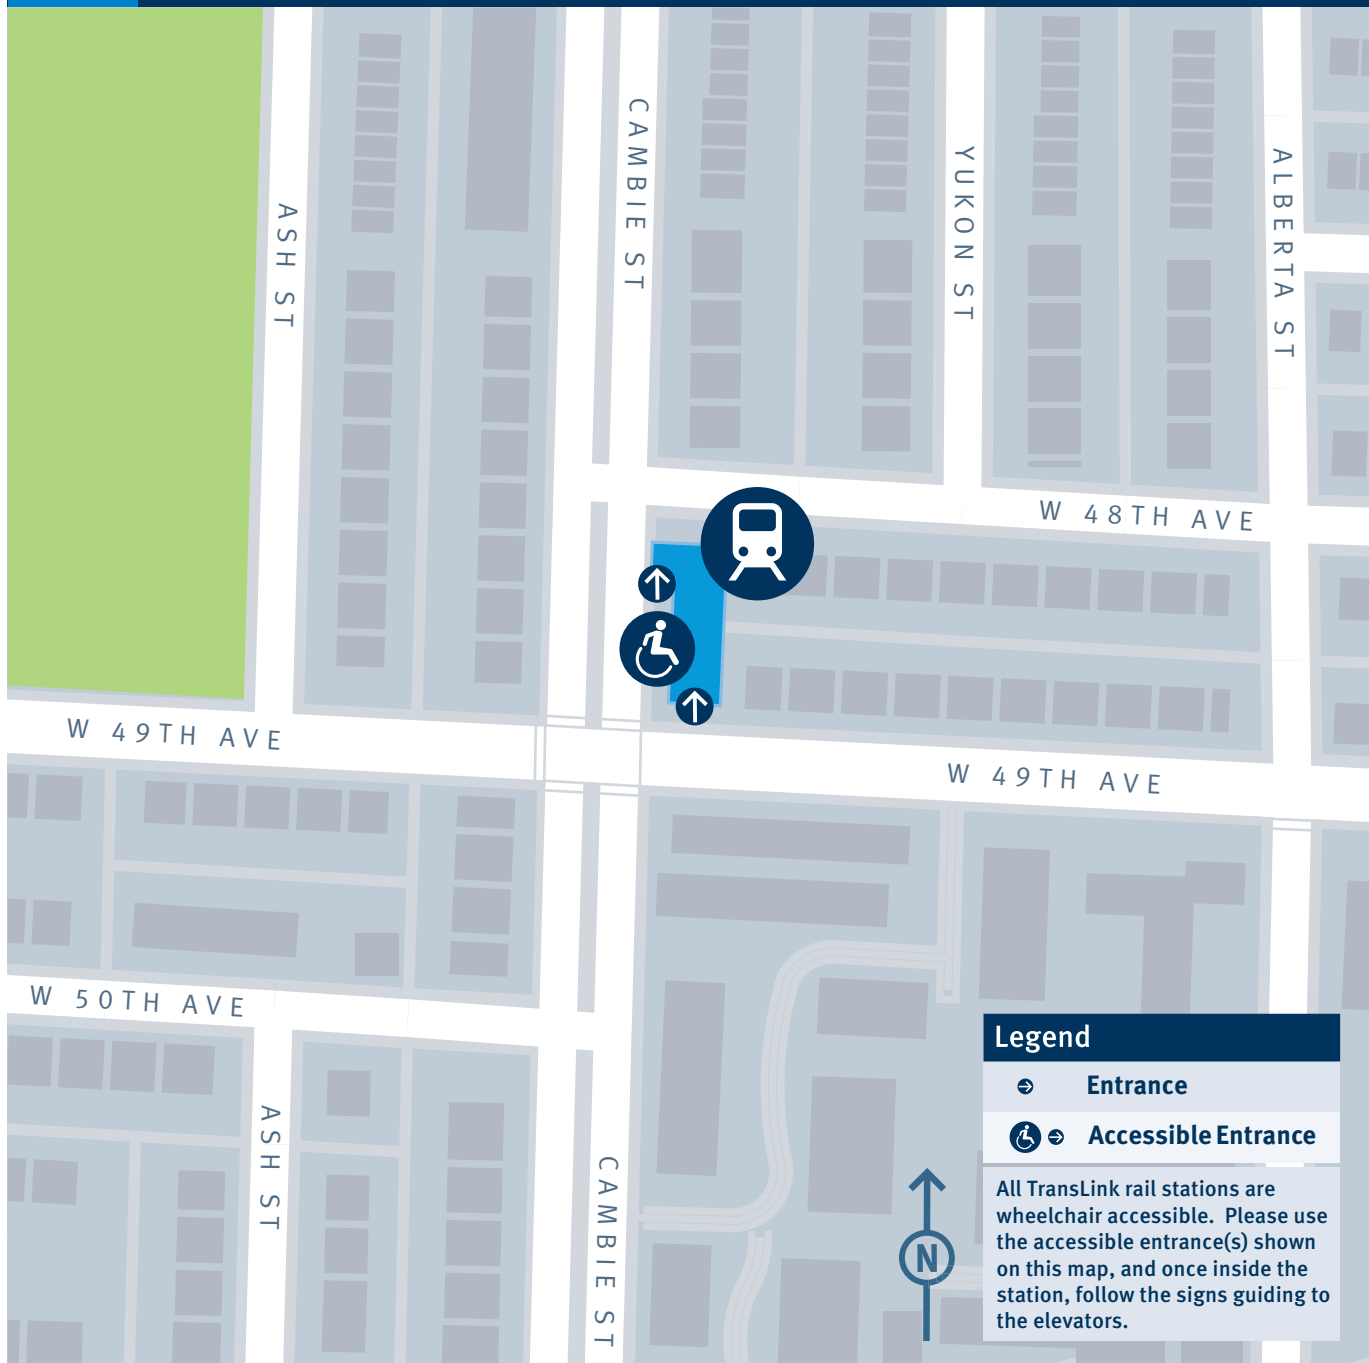 CAMBIE ST
YUKON ST
ALBERTA ST
ASH ST
W 48TH AVE
W 49TH AVE
W 49TH AVE
W 50TH AVE
ASH ST
CAMBIE ST
Legend
Entrance
Accessible Entrance
All TransLink rail stations are
wheelchair accessible. Please use
the accessible entrance(s) shown
on this map, and once inside the
station, follow the signs guiding to
the elevators.
N